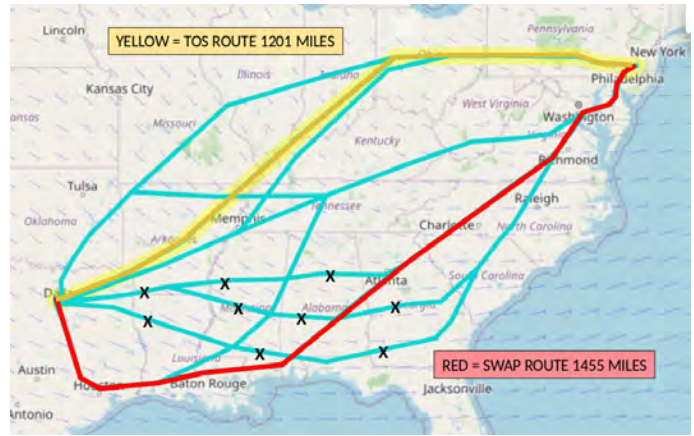 Lincoln
YELLOW = TOS ROUTE 1201 MILES
Pennsylvania
New York
Ohio
Illinois
Indiana
Philadelphia
Kansas City
West Virginia
Washington
Missouri
Virginia
Kentucky
Richmond
Tulsa
Raleigh
Tennessee
Memphis
Charlotte
North Carolina
Oklahoma
Arkansas
Atlanta
South Carolina
Mississippi
Alabama
Georgia
X
X
X
X
X
X
X
X
X
Louisiana
Austin
Houston
Baton Rouge
RED = SWAP ROUTE 1455 MILES
Jacksonville
Antonio